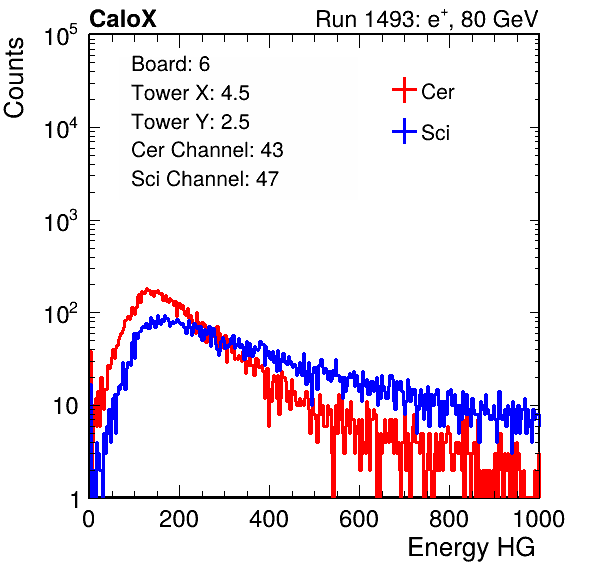 CaloX Run 1493: e⁺, 80 GeV
Counts
10⁵
10⁴
10³
10²
10
1
Board: 6
Tower X: 4.5
Tower Y: 2.5
Cer Channel: 43
Sci Channel: 47
Cer
Sci
0 200 400 600 800 1000
Energy HG